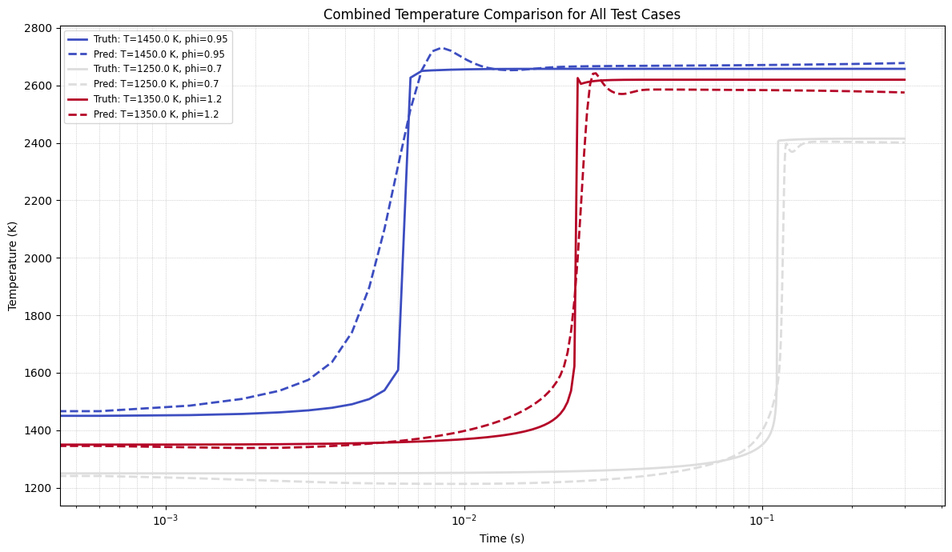 Combined Temperature Comparison for All Test Cases
Truth: T=1450.0 K, phi=0.95
Pred: T=1450.0 K, phi=0.95
Truth: T=1250.0 K, phi=0.7
Pred: T=1250.0 K, phi=0.7
Truth: T=1350.0 K, phi=1.2
Pred: T=1350.0 K, phi=1.2
Temperature (K)
2800
2600
2400
2200
2000
1800
1600
1400
1200
10⁻³
10⁻²
10⁻¹
Time (s)